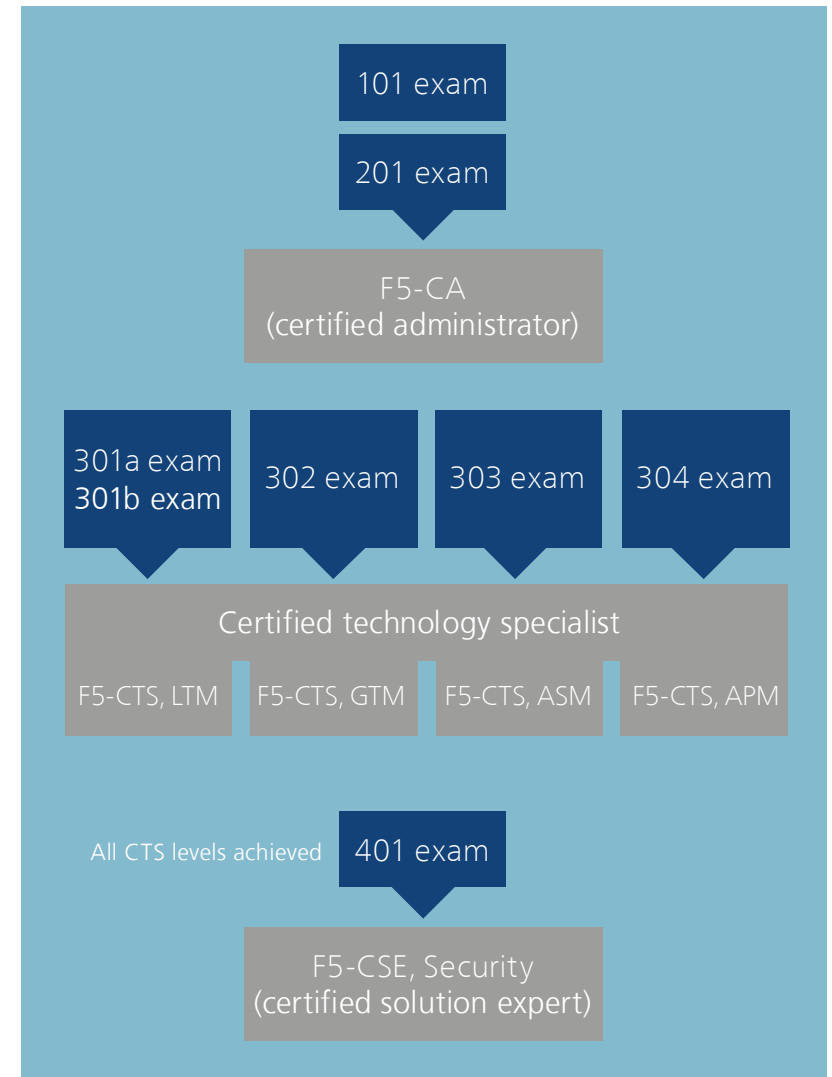 101 exam
201 exam
F5-CA
(certified administrator)
301a exam
301b exam
302 exam
303 exam
304 exam
Certified technology specialist
F5-CTS, LTM
F5-CTS, GTM
F5-CTS, ASM
F5-CTS, APM
All CTS levels achieved
401 exam
F5-CSE, Security
(certified solution expert)